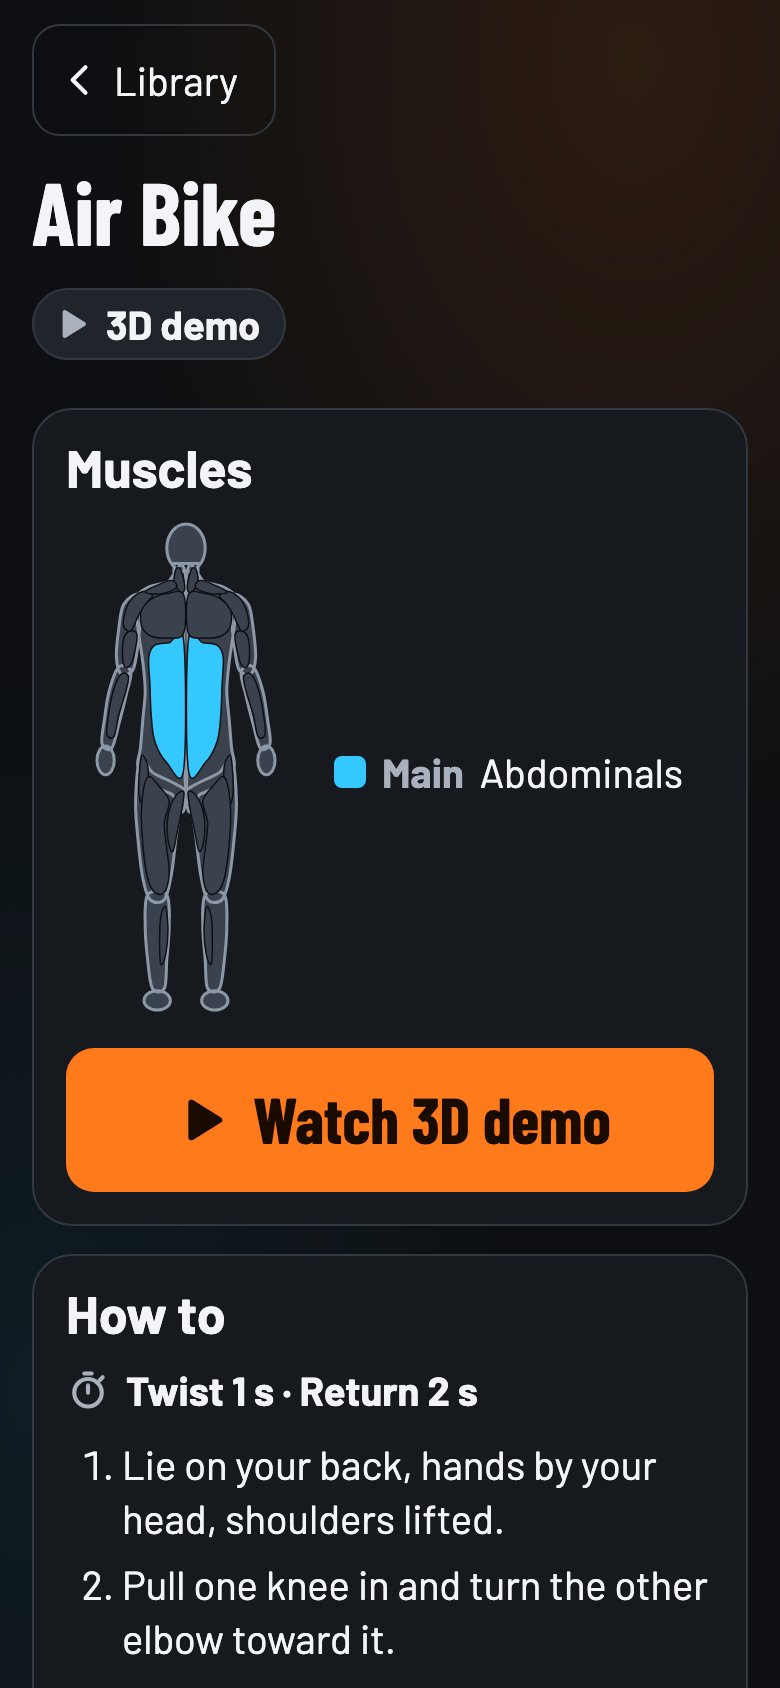 Library
Air Bike
3D demo
Muscles
Main Abdominals
Watch 3D demo
How to
Twist 1 s · Return 2 s
1. Lie on your back, hands by your
head, shoulders lifted.
2. Pull one knee in and turn the other
elbow toward it.